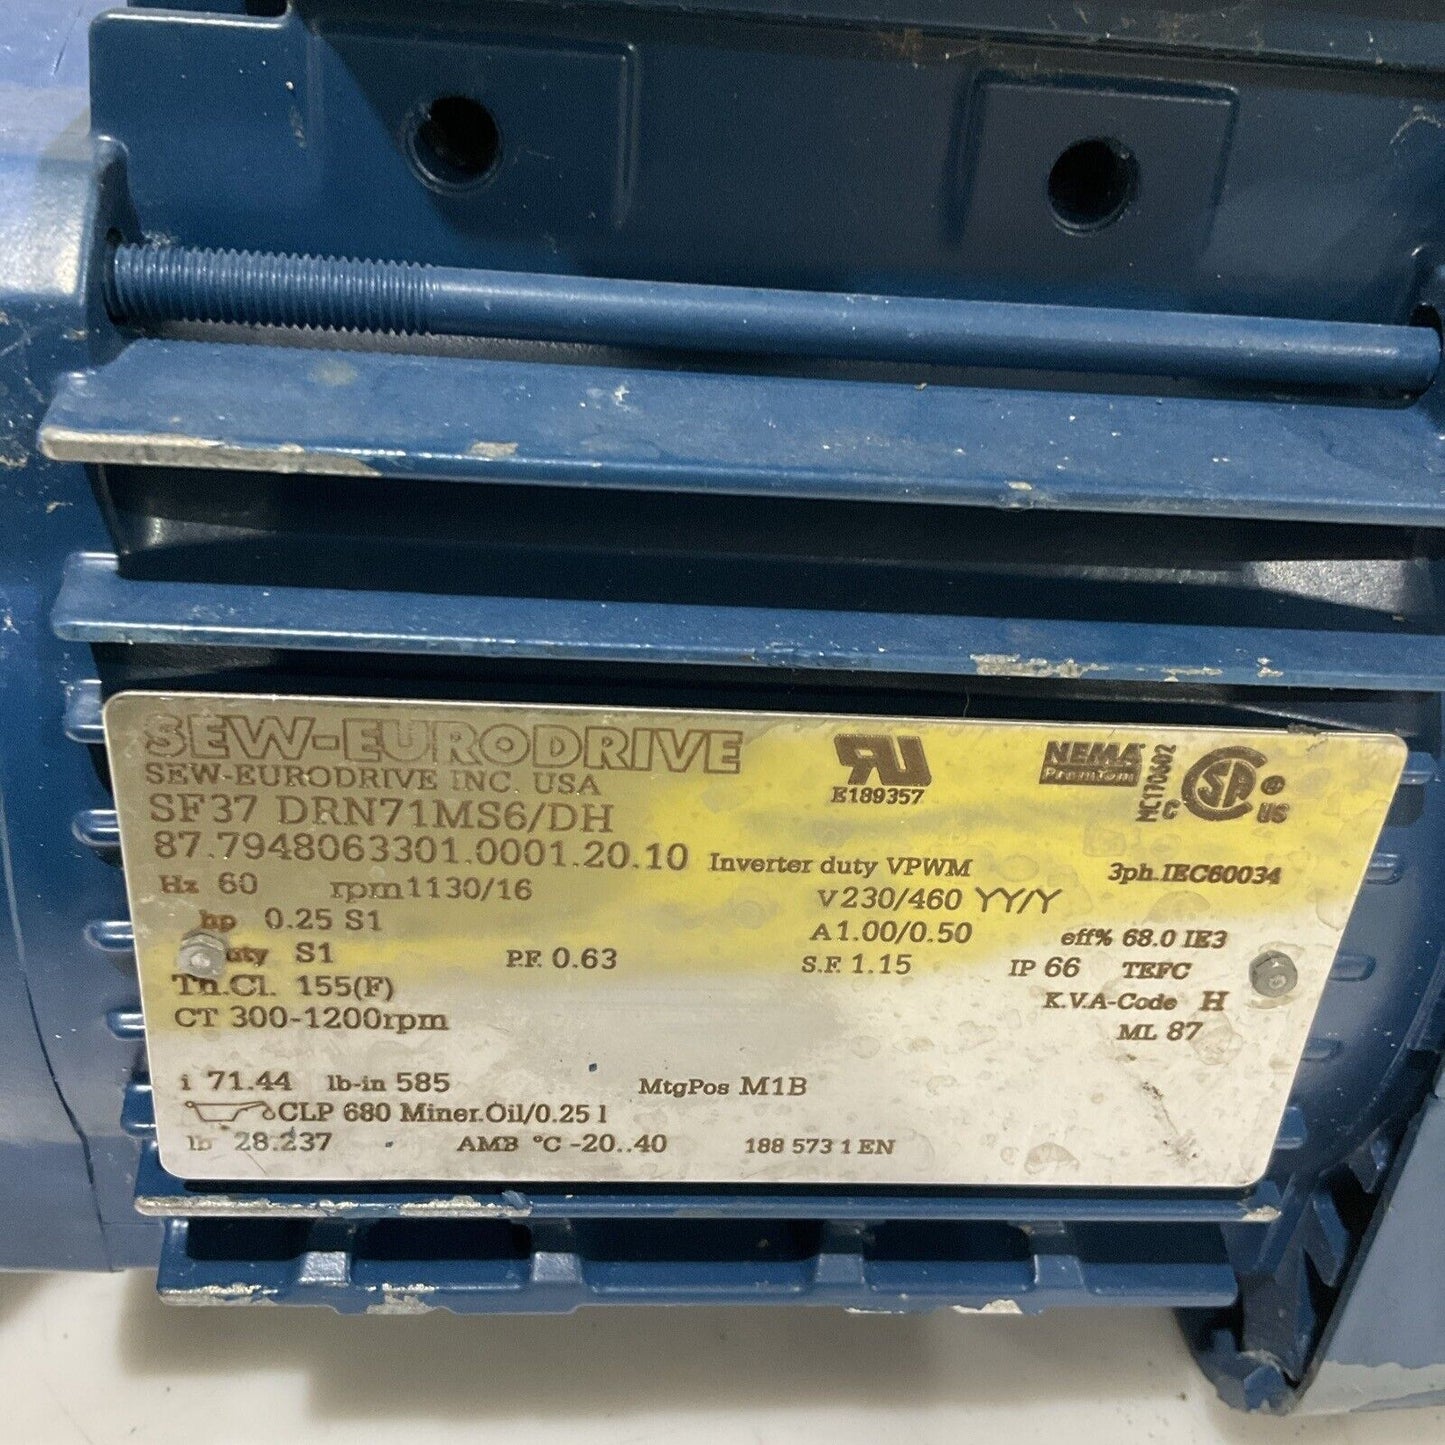 SEW-EURODRIVE
SEW-EURODRIVE INC. USA
SF37 DRN71MS6/DH
87.7948063301.0001.20.10 Inverter duty VPWM 3ph.IEC60034
E189357
NEMA
Premium
MC170602
SA
C US
Hz 60 rpm 1130/16 V 230/460 YY/Y
hp 0.25 S1 A 1.00/0.50 eff% 68.0 IE3
Duty S1 P.F. 0.63 S.F. 1.15 IP 66 TEFC
Th.Cl. 155(F) K.V.A-Code H
CT 300-1200rpm ML 87
i 71.44 lb-in 585 MtgPos M1B
CLP 680 Miner.Oil/0.25 l
lb 28.237 AMB °C -20..40 188 573 1 EN